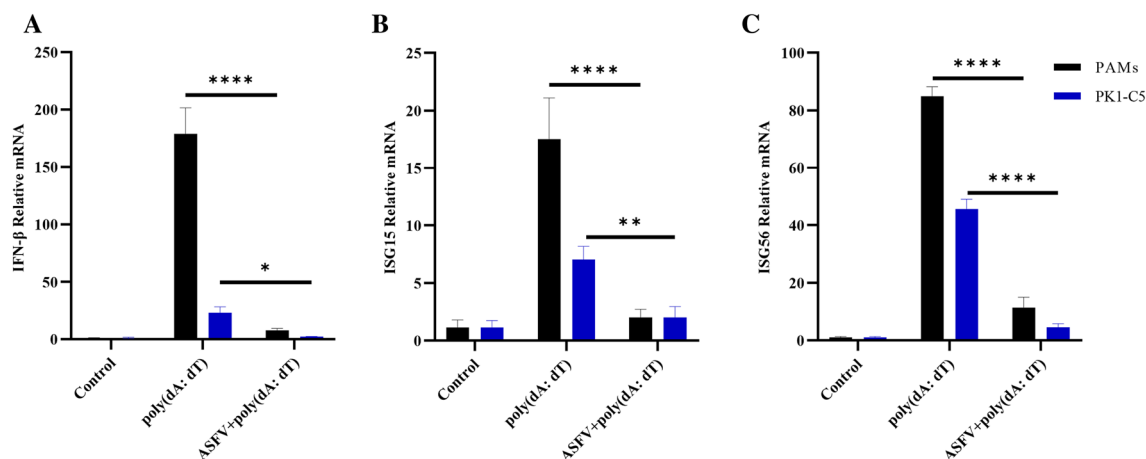 A
IFN-β Relative mRNA
250
200
150
100
50
0
****
*
Control
poly(dA: dT)
ASFV+poly(dA: dT)
B
ISG15 Relative mRNA
25
20
15
10
5
0
****
**
Control
poly(dA: dT)
ASFV+poly(dA: dT)
C
ISG56 Relative mRNA
100
80
60
40
20
0
****
****
Control
poly(dA: dT)
ASFV+poly(dA: dT)
PAMs
PK1-C5